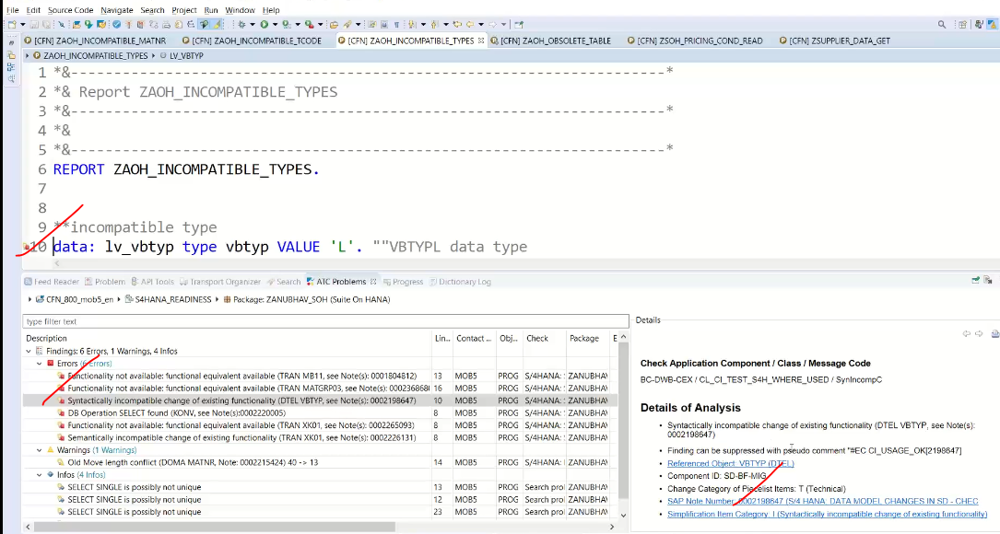 File Edit Source Code Navigate Search Project Run Window Help
[CFN] ZAOH_INCOMPATIBLE_MATNR [CFN] ZAOH_INCOMPATIBLE_TCODE [CFN] ZAOH_INCOMPATIBLE_TYPES [CFN] ZAOH_OBSOLETE_TABLE [CFN] ZSOH_PRICING_COND_READ [CFN] ZSUPPLIER_DATA_GET
ZAOH_INCOMPATIBLE_TYPES LV_VBTYP
1 *&---------------------------------------------------------------------*
2 *& Report ZAOH_INCOMPATIBLE_TYPES
3 *&---------------------------------------------------------------------*
4 *&
5 *&---------------------------------------------------------------------*
6 REPORT ZAOH_INCOMPATIBLE_TYPES.
7
8
9 **incompatible type
10 data: lv_vbtyp type vbtyp VALUE 'L'. ""VBTYPL data type
Feed Reader Problem API Tools Transport Organizer Search ATC Problems Progress Dictionary Log
CFN_800_mob5_en S4HANA_READINESS Package: ZANUBHAV_SOH (Suite On HANA)
type filter text
Description Lin... Contact ... Obj... Check Package E
Findings: 6 Errors, 1 Warnings, 4 Infos
Errors (6 Errors)
Functionality not available: functional equivalent available (TRAN MB11, see Note(s): 0001804812) 13 MOB5 PROG S/4HANA: S ZANUBHAV
Functionality not available: functional equivalent available (TRAN MATGRP03, see Note(s): 0002368680 16 MOB5 PROG S/4HANA: S ZANUBHAV
Syntactically incompatible change of existing functionality (DTEL VBTYP, see Note(s): 0002198647) 10 MOB5 PROG S/4HANA: S ZANUBHAV
DB Operation SELECT found (KONV, see Note(s):0002220005) 8 MOB5 PROG S/4HANA: S ZANUBHAV
Functionality not available: functional equivalent available (TRAN XK01, see Note(s): 0002265093) 8 MOB5 PROG S/4HANA: S ZANUBHAV
Semantically incompatible change of existing functionality (TRAN XK01, see Note(s): 0002226131) 8 MOB5 PROG S/4HANA: S ZANUBHAV
Warnings (1 Warnings)
Old Move length conflict (DOMA MATNR, Note: 0002215424) 40 -> 13 14 MOB5 PROG S/4HANA: F ZANUBHAV
Infos (4 Infos)
SELECT SINGLE is possibly not unique 13 MOB5 PROG Search prob ZANUBHAV
SELECT SINGLE is possibly not unique 12 MOB5 PROG Search prob ZANUBHAV
SELECT SINGLE is possibly not unique 23 MOB5 PROG Search prob ZANUBHAV
Details
Check Application Component / Class / Message Code
BC-DWB-CEX / CL_CI_TEST_S4H_WHERE_USED / SynIncompC
Details of Analysis
Syntactically incompatible change of existing functionality (DTEL VBTYP, see Note(s):
0002198647)
Finding can be suppressed with pseudo comment "#EC CI_USAGE_OK[2198647]
Referenced Object: VBTYP (DTEL)
Component ID: SD-BF-MIG
Change Category of Piecelist Items: T (Technical)
SAP Note Number: 0002198647 (S/4 HANA: DATA MODEL CHANGES IN SD - CHEC
Simplification Item Category: I (Syntactically incompatible change of existing functionality)